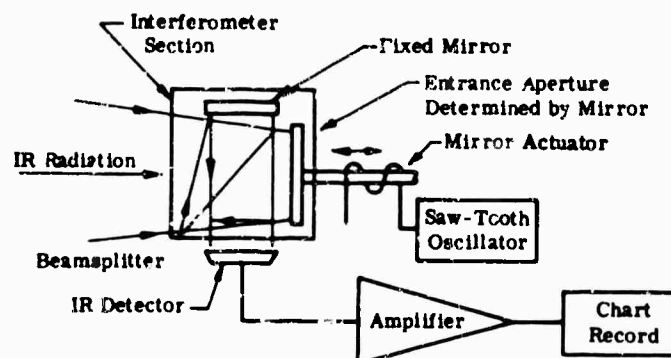 Interferometer
Section
Fixed Mirror
Entrance Aperture
Determined by Mirror
Mirror Actuator
IR Radiation
Saw-Tooth
Oscillator
Beamsplitter
IR Detector
Amplifier
Chart
Record